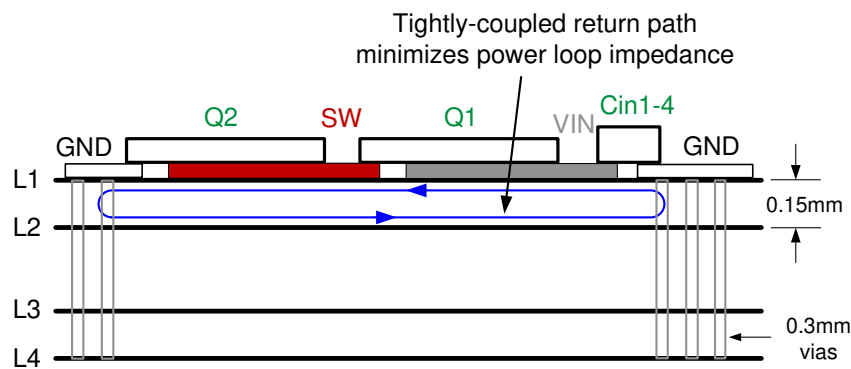 Tightly-coupled return path
minimizes power loop impedance
Cin1-4
Q2
SW
Q1
VIN
GND
GND
L1
0.15mm
L2
L3
0.3mm
vias
L4